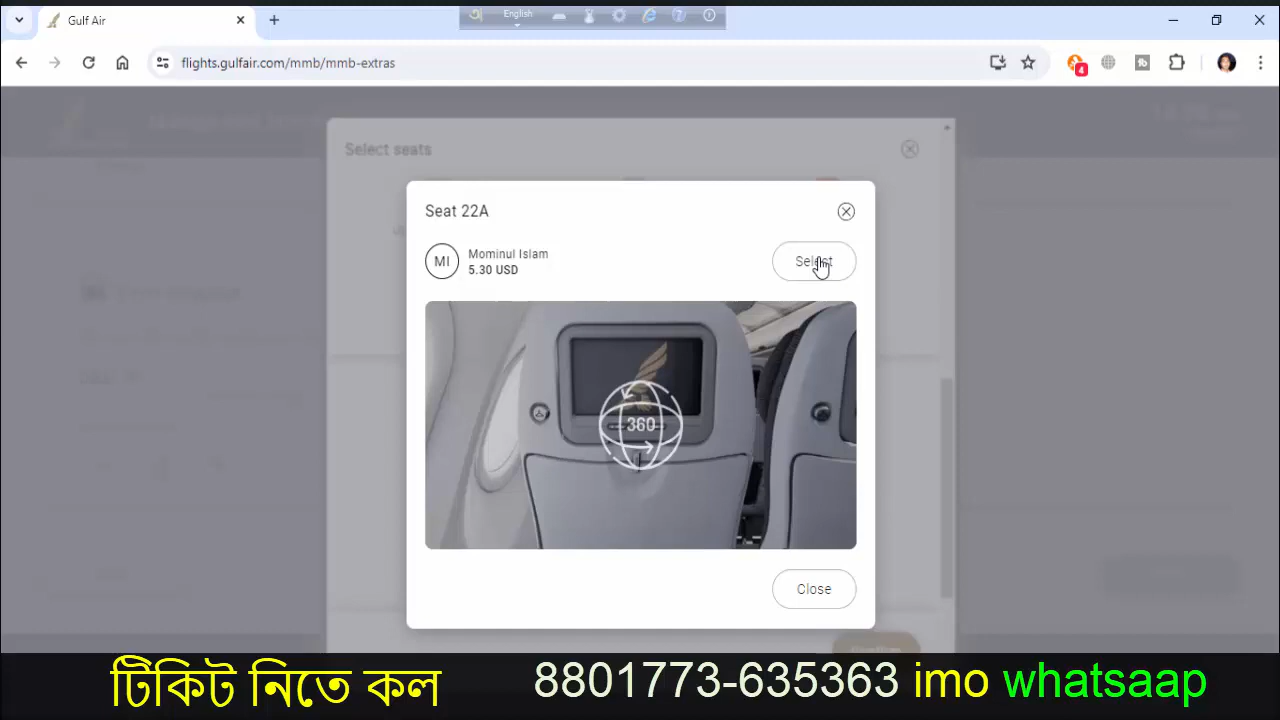 Gulf Air
English
flights.gulfair.com/mmb/mmb-extras
4
Select seats
Seat 22A
MI
Mominul Islam
5.30 USD
Select
360
Close
টিকিট নিতে কল 8801773-635363 imo whatsaap